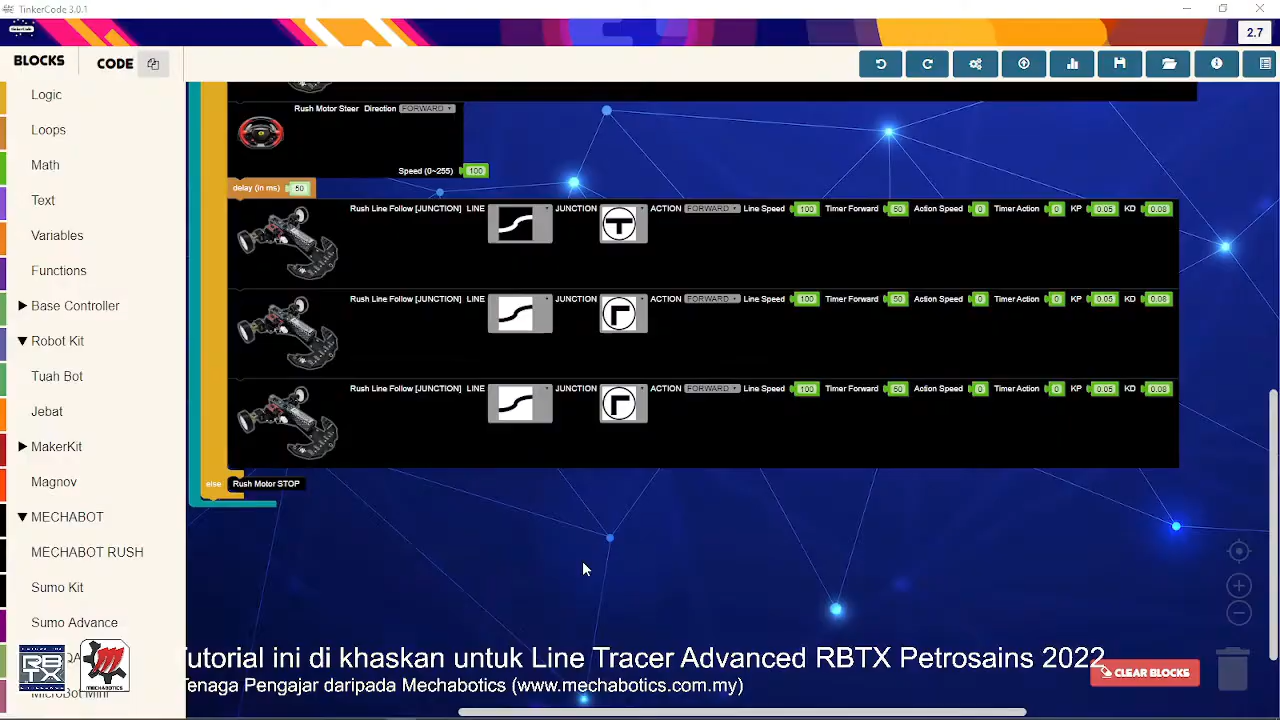 TinkerCode 3.0.1
2.7
BLOCKS
CODE
Logic
Loops
Math
Text
Variables
Functions
Base Controller
Robot Kit
Tuah Bot
Jebat
MakerKit
Magnov
MECHABOT
MECHABOT RUSH
Sumo Kit
Sumo Advance
Rush Motor Steer Direction FORWARD
Speed (0~255) 100
delay (in ms) 50
Rush Line Follow [JUNCTION] LINE JUNCTION ACTION FORWARD Line Speed 100 Timer Forward 50 Action Speed 0 Timer Action 0 KP 0.05 KD 0.08
Rush Line Follow [JUNCTION] LINE JUNCTION ACTION FORWARD Line Speed 100 Timer Forward 50 Action Speed 0 Timer Action 0 KP 0.05 KD 0.08
Rush Line Follow [JUNCTION] LINE JUNCTION ACTION FORWARD Line Speed 100 Timer Forward 50 Action Speed 0 Timer Action 0 KP 0.05 KD 0.08
else Rush Motor STOP
RBTX
MECHABOTICS
MicroBot Mini
Tutorial ini di khaskan untuk Line Tracer Advanced RBTX Petrosains 2022
Tenaga Pengajar daripada Mechabotics (www.mechabotics.com.my)
CLEAR BLOCKS